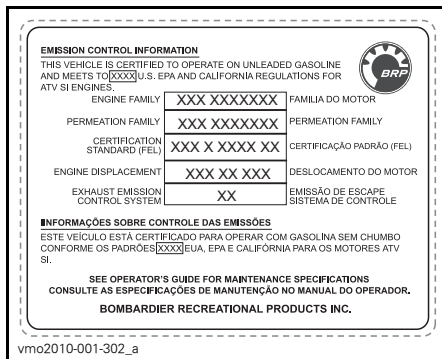 EMISSION CONTROL INFORMATION
THIS VEHICLE IS CERTIFIED TO OPERATE ON UNLEADED GASOLINE
AND MEETS TO XXXX U.S. EPA AND CALIFORNIA REGULATIONS FOR
ATV SI ENGINES.
BRP
ENGINE FAMILY XXX XXXXXXX FAMILIA DO MOTOR
PERMEATION FAMILY XXX XXXXXXX PERMEATION FAMILY
CERTIFICATION
STANDARD (FEL) XXX X XXXX XX CERTIFICAÇÃO PADRÃO (FEL)
ENGINE DISPLACEMENT XXX XX XXX DESLOCAMENTO DO MOTOR
EXHAUST EMISSION XX EMISSÃO DE ESCAPE
CONTROL SYSTEM SISTEMA DE CONTROLE
INFORMAÇÕES SOBRE CONTROLE DAS EMISSÕES
ESTE VEÍCULO ESTÁ CERTIFICADO PARA OPERAR COM GASOLINA SEM CHUMBO
CONFORME OS PADRÕES XXXX EUA, EPA E CALIFÓRNIA PARA OS MOTORES ATV
SI.
SEE OPERATOR'S GUIDE FOR MAINTENANCE SPECIFICATIONS
CONSULTE AS ESPECIFICAÇÕES DE MANUTENÇÃO NO MANUAL DO OPERADOR.
BOMBARDIER RECREATIONAL PRODUCTS INC.
vmo2010-001-302_a